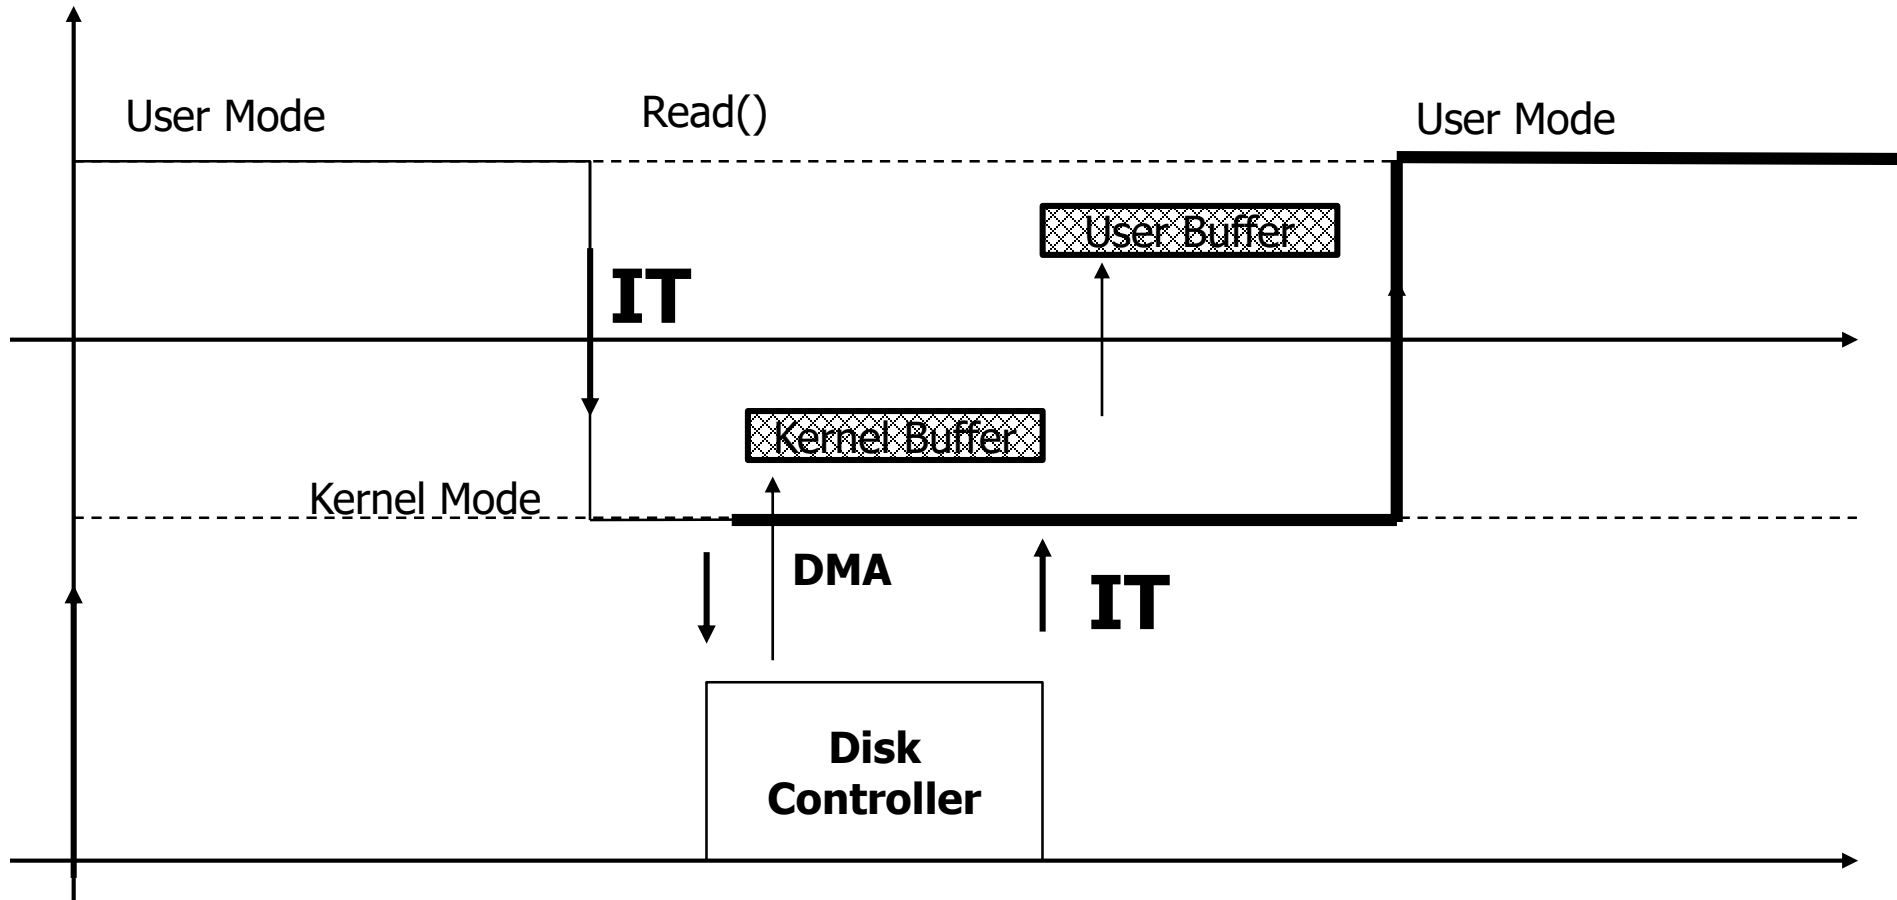 User Mode
Read()
User Mode
User Buffer
IT
Kernel Buffer
Kernel Mode
DMA
IT
Disk
Controller